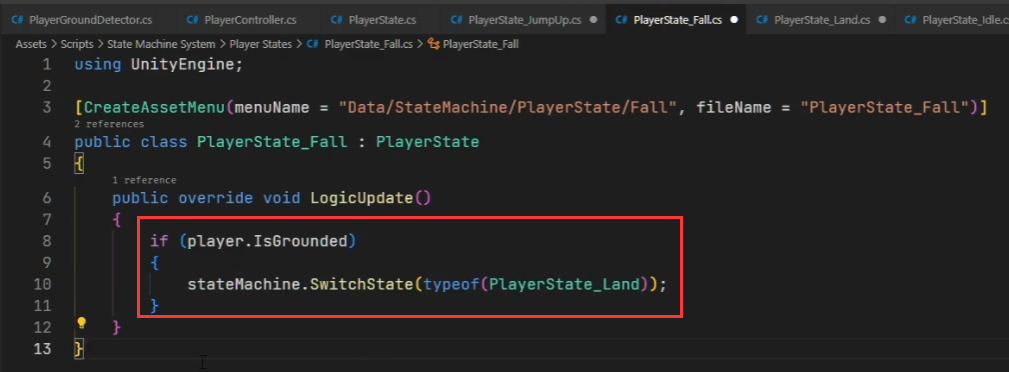 C# PlayerGroundDetector.cs C# PlayerController.cs C# PlayerState.cs C# PlayerState_JumpUp.cs ● C# PlayerState_Fall.cs ● C# PlayerState_Land.cs ● C# PlayerState_Idle.cs
Assets > Scripts > State Machine System > Player States > C# PlayerState_Fall.cs > PlayerState_Fall
1 using UnityEngine;
2
3 [CreateAssetMenu(menuName = "Data/StateMachine/PlayerState/Fall", fileName = "PlayerState_Fall")]
2 references
4 public class PlayerState_Fall : PlayerState
5 {
1 reference
6 public override void LogicUpdate()
7 {
8 if (player.IsGrounded)
9 {
10 stateMachine.SwitchState(typeof(PlayerState_Land));
11 }
12 }
13 }